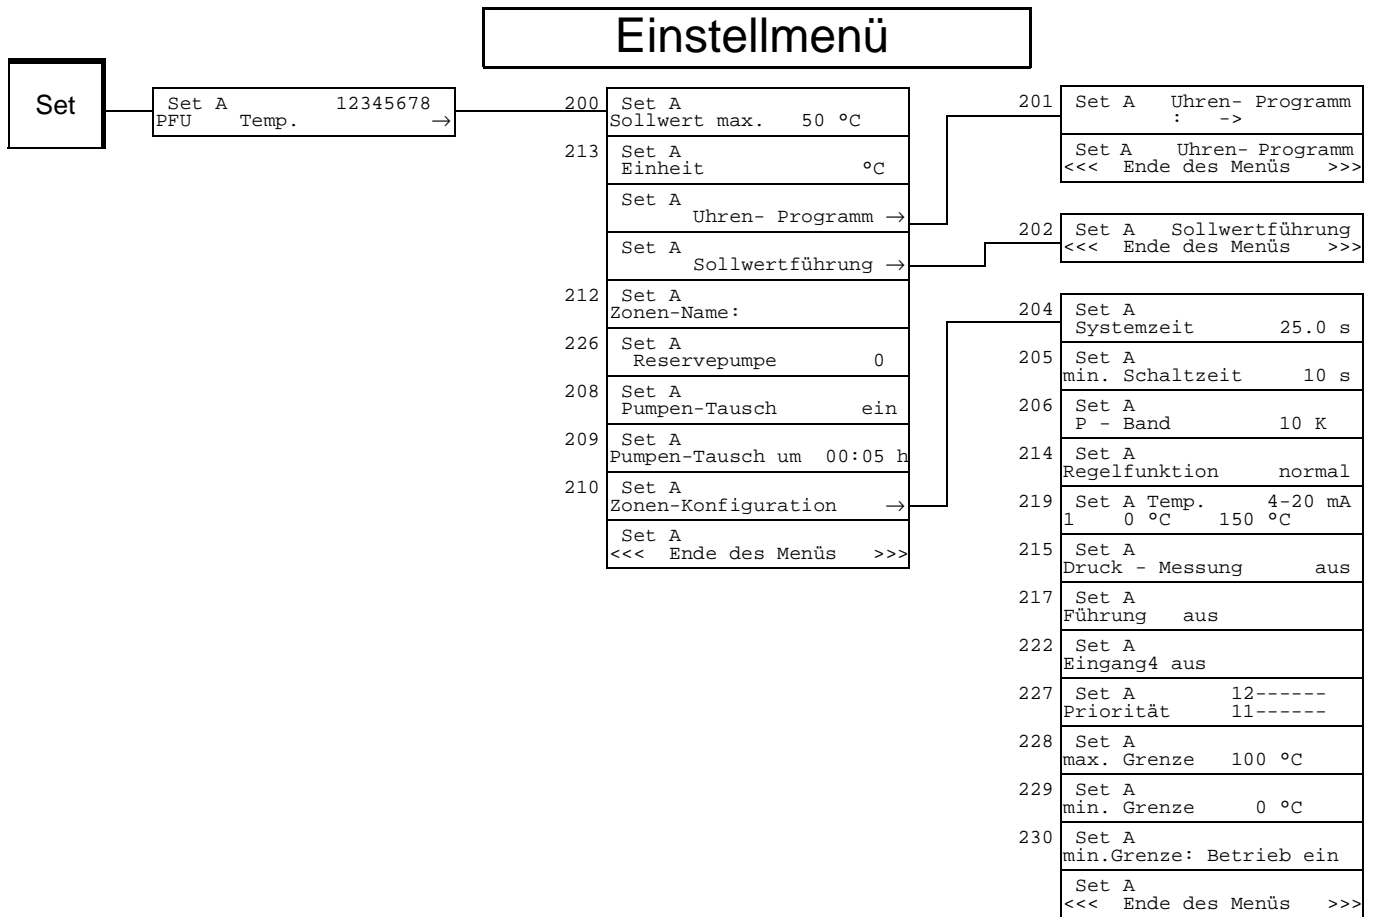 Einstellmenü
Set
Set A 12345678
PFU Temp. →
200 Set A
Sollwert max. 50 °C
213 Set A
Einheit °C
Set A
Uhren- Programm →
Set A
Sollwertführung →
212 Set A
Zonen-Name:
226 Set A
Reservepumpe 0
208 Set A
Pumpen-Tausch ein
209 Set A
Pumpen-Tausch um 00:05 h
210 Set A
Zonen-Konfiguration →
Set A
<<< Ende des Menüs >>>
201 Set A Uhren- Programm
: ->
Set A Uhren- Programm
<<< Ende des Menüs >>>
202 Set A Sollwertführung
<<< Ende des Menüs >>>
204 Set A
Systemzeit 25.0 s
205 Set A
min. Schaltzeit 10 s
206 Set A
P - Band 10 K
214 Set A
Regelfunktion normal
219 Set A Temp. 4-20 mA
1 0 °C 150 °C
215 Set A
Druck - Messung aus
217 Set A
Führung aus
222 Set A
Eingang4 aus
227 Set A 12------
Priorität 11------
228 Set A
max. Grenze 100 °C
229 Set A
min. Grenze 0 °C
230 Set A
min.Grenze: Betrieb ein
Set A
<<< Ende des Menüs >>>